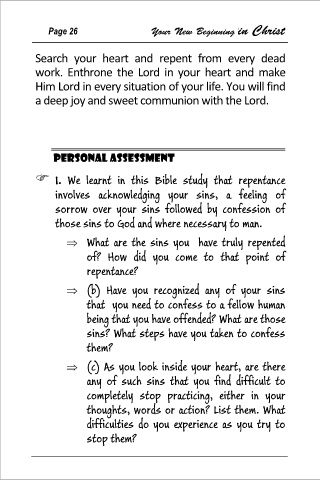 Page 26 Your New Beginning in Christ
Search your heart and repent from every dead
work. Enthrone the Lord in your heart and make
Him Lord in every situation of your life. You will find
a deep joy and sweet communion with the Lord.
PERSONAL ASSESSMENT
1. We learnt in this Bible study that repentance
involves acknowledging your sins, a feeling of
sorrow over your sins followed by confession of
those sins to God and where necessary to man.
⇒ What are the sins you have truly repented
of? How did you come to that point of
repentance?
⇒ (b) Have you recognized any of your sins
that you need to confess to a fellow human
being that you have offended? What are those
sins? What steps have you taken to confess
them?
⇒ (c) As you look inside your heart, are there
any of such sins that you find difficult to
completely stop practicing, either in your
thoughts, words or action? List them. What
difficulties do you experience as you try to
stop them?